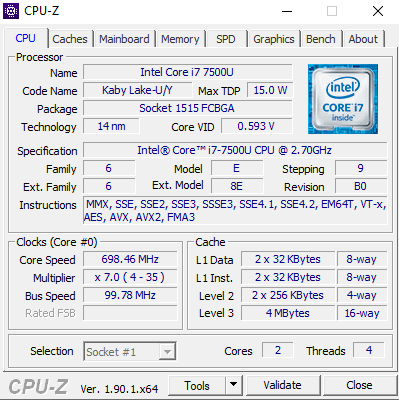 CPU-Z
CPU Caches Mainboard Memory SPD Graphics Bench About
Processor
Name Intel Core i7 7500U
Code Name Kaby Lake-U/Y Max TDP 15.0 W
Package Socket 1515 FCBGA
Technology 14 nm Core VID 0.593 V
intel
CORE i7
inside™
Specification Intel® Core™ i7-7500U CPU @ 2.70GHz
Family 6 Model E Stepping 9
Ext. Family 6 Ext. Model 8E Revision B0
Instructions MMX, SSE, SSE2, SSE3, SSSE3, SSE4.1, SSE4.2, EM64T, VT-x,
AES, AVX, AVX2, FMA3
Clocks (Core #0)
Core Speed 698.46 MHz
Multiplier x 7.0 ( 4 - 35 )
Bus Speed 99.78 MHz
Rated FSB
Cache
L1 Data 2 x 32 KBytes 8-way
L1 Inst. 2 x 32 KBytes 8-way
Level 2 2 x 256 KBytes 4-way
Level 3 4 MBytes 16-way
Selection Socket #1 Cores 2 Threads 4
CPU-Z Ver. 1.90.1.x64 Tools Validate Close